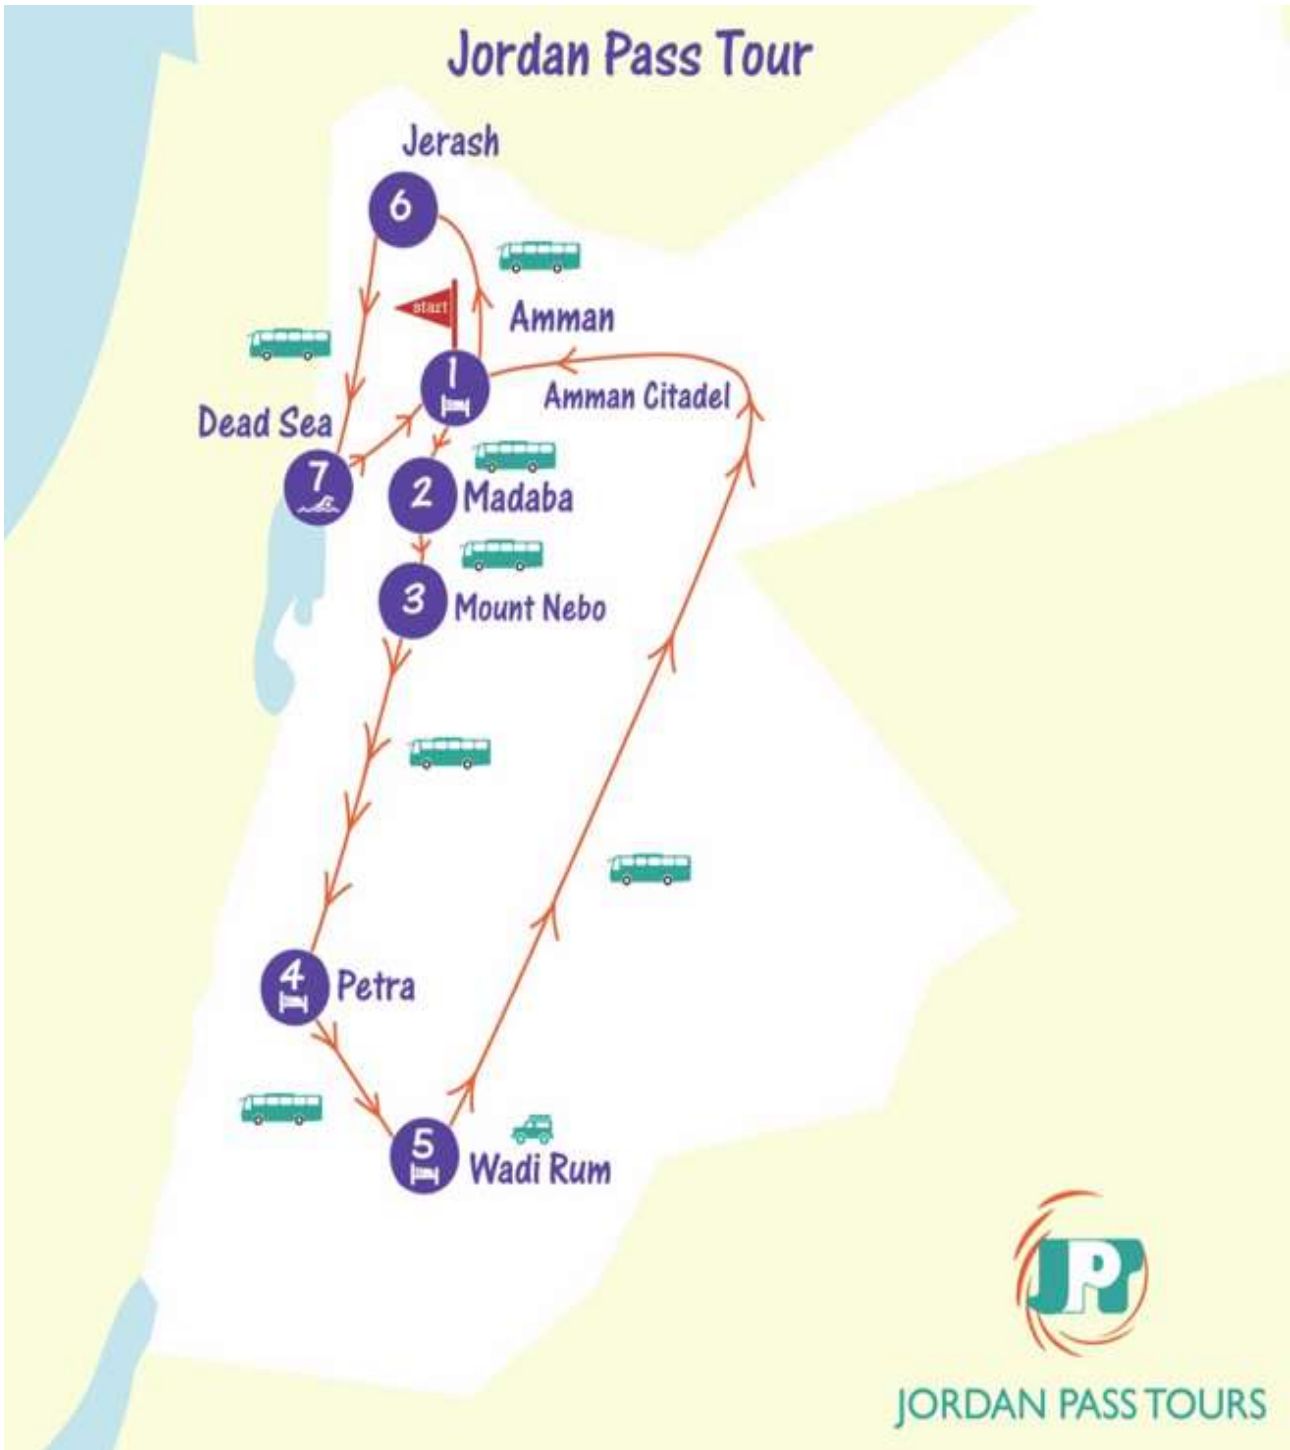 Jordan Pass Tour
Jerash
6
start
Amman
1
Amman Citadel
Dead Sea
7
2
Madaba
3
Mount Nebo
4
Petra
5
Wadi Rum
JPT
JORDAN PASS TOURS